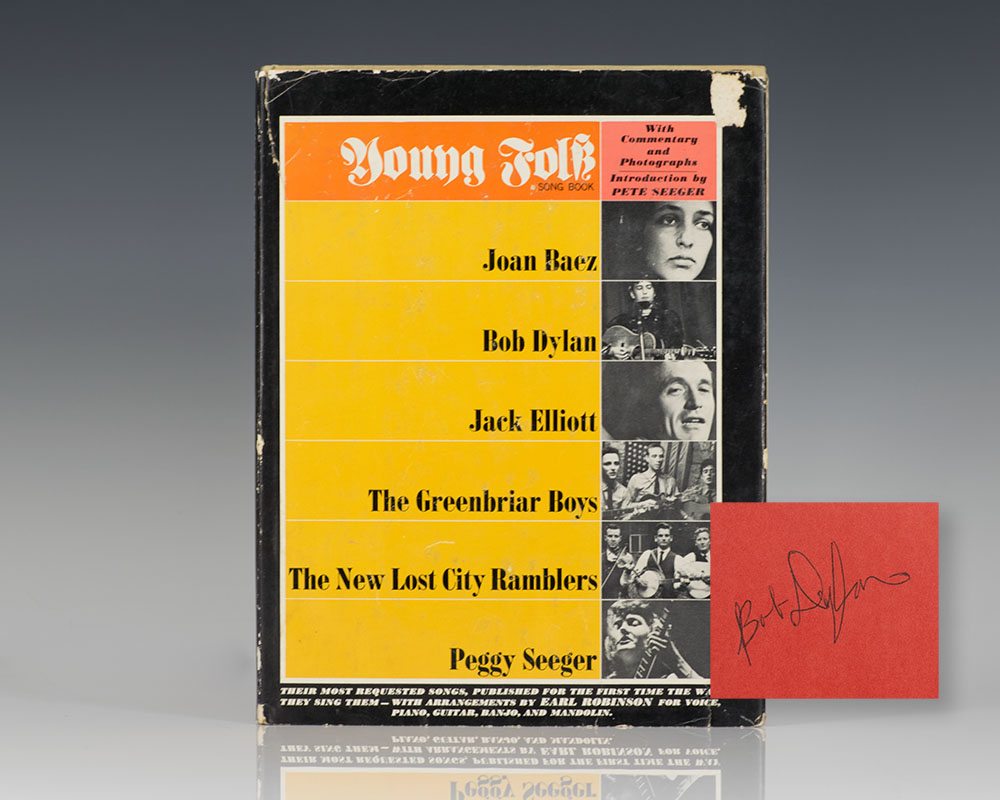 Young Folk
SONG BOOK
With
Commentary
and
Photographs
Introduction by
PETE SEEGER
Joan Baez
Bob Dylan
Jack Elliott
The Greenbriar Boys
The New Lost City Ramblers
Peggy Seeger
THEIR MOST REQUESTED SONGS, PUBLISHED FOR THE FIRST TIME THE WA
THEY SING THEM – WITH ARRANGEMENTS BY EARL ROBINSON FOR VOICE,
PIANO, GUITAR, BANJO, AND MANDOLIN.
Bob Dylan